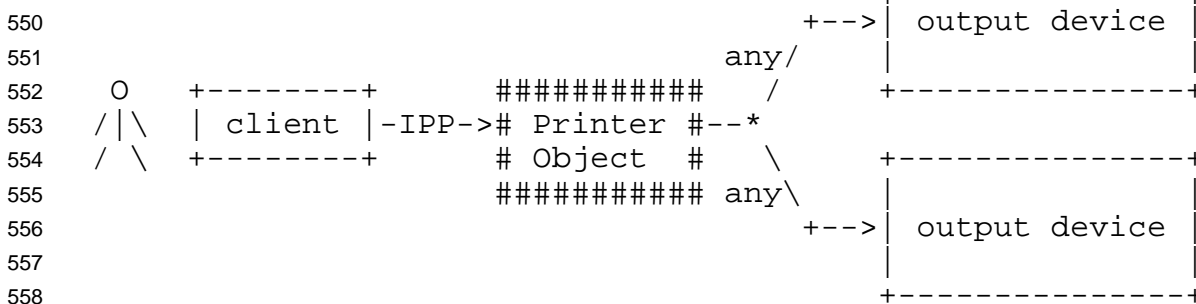 550                                      +-->| output device |
551                                  any/    |               |
552    O    +--------+      ###########   /     +---------------+
553   /|\   | client |-IPP-># Printer #--*
554   / \   +--------+      # Object  #   \     +---------------+
555                         ########### any\    |               |
556                                      +-->| output device |
557                                          |               |
558                                          +---------------+